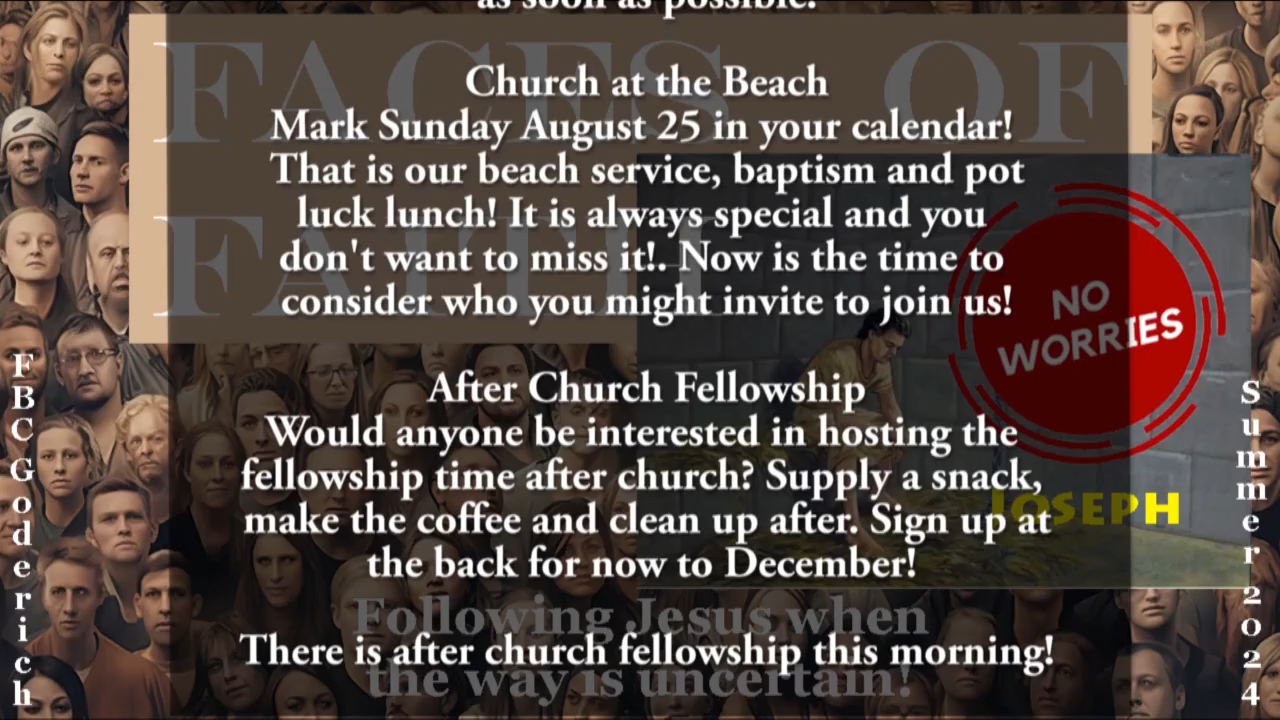 as soon as possible.
Church at the Beach
Mark Sunday August 25 in your calendar!
That is our beach service, baptism and pot
luck lunch! It is always special and you
don't want to miss it!. Now is the time to
consider who you might invite to join us!
After Church Fellowship
Would anyone be interested in hosting the
fellowship time after church? Supply a snack,
make the coffee and clean up after. Sign up at
the back for now to December!
There is after church fellowship this morning!
FACES OF
FAITH
NO
WORRIES
JOSEPH
Following Jesus when
the way is uncertain!
FBC Goderich
Summer 2024